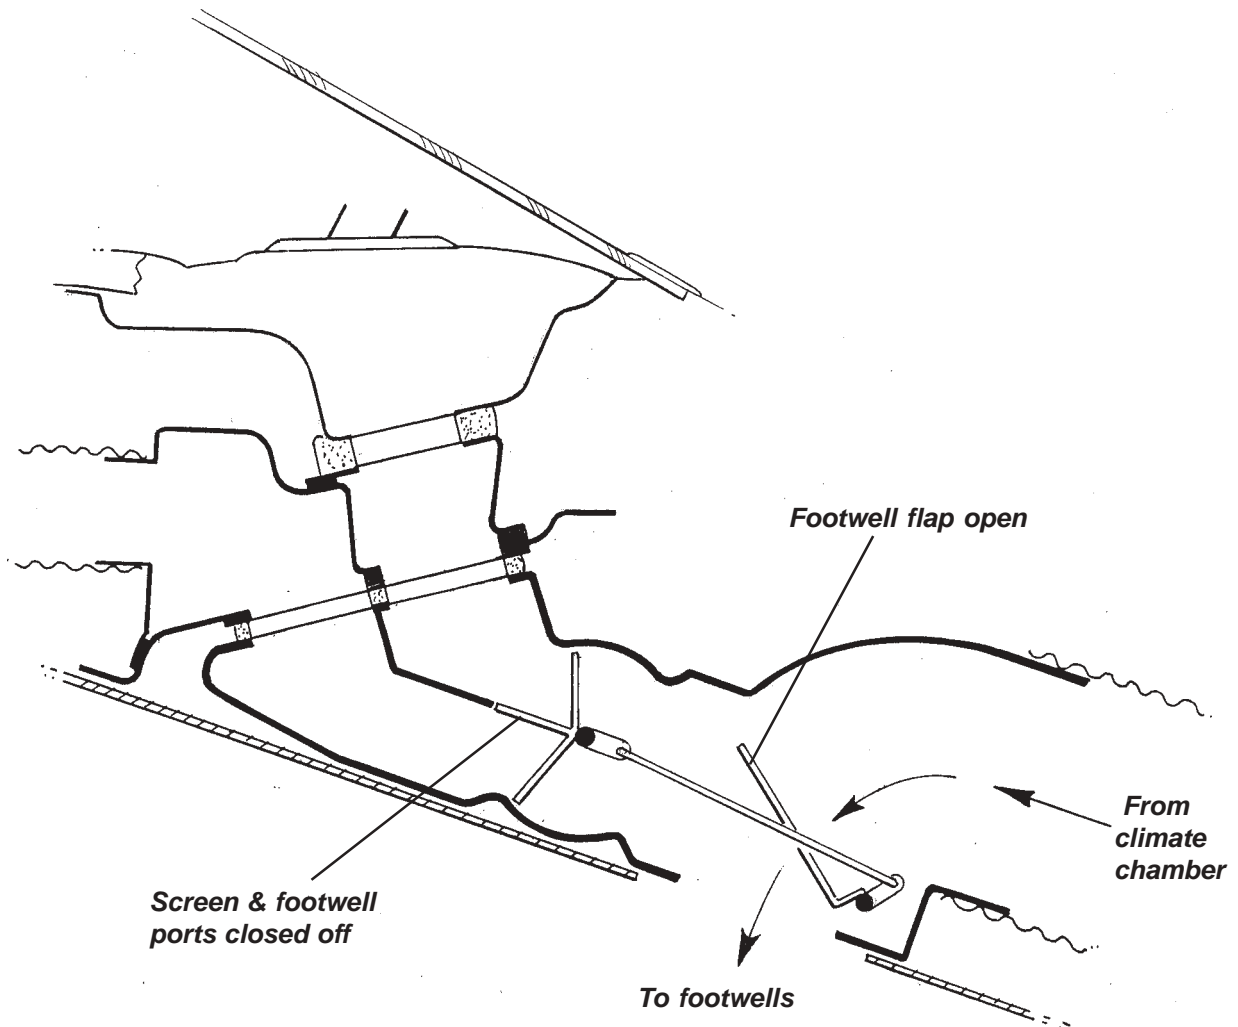 Footwell flap open
From
climate
chamber
Screen & footwell
ports closed off
To footwells